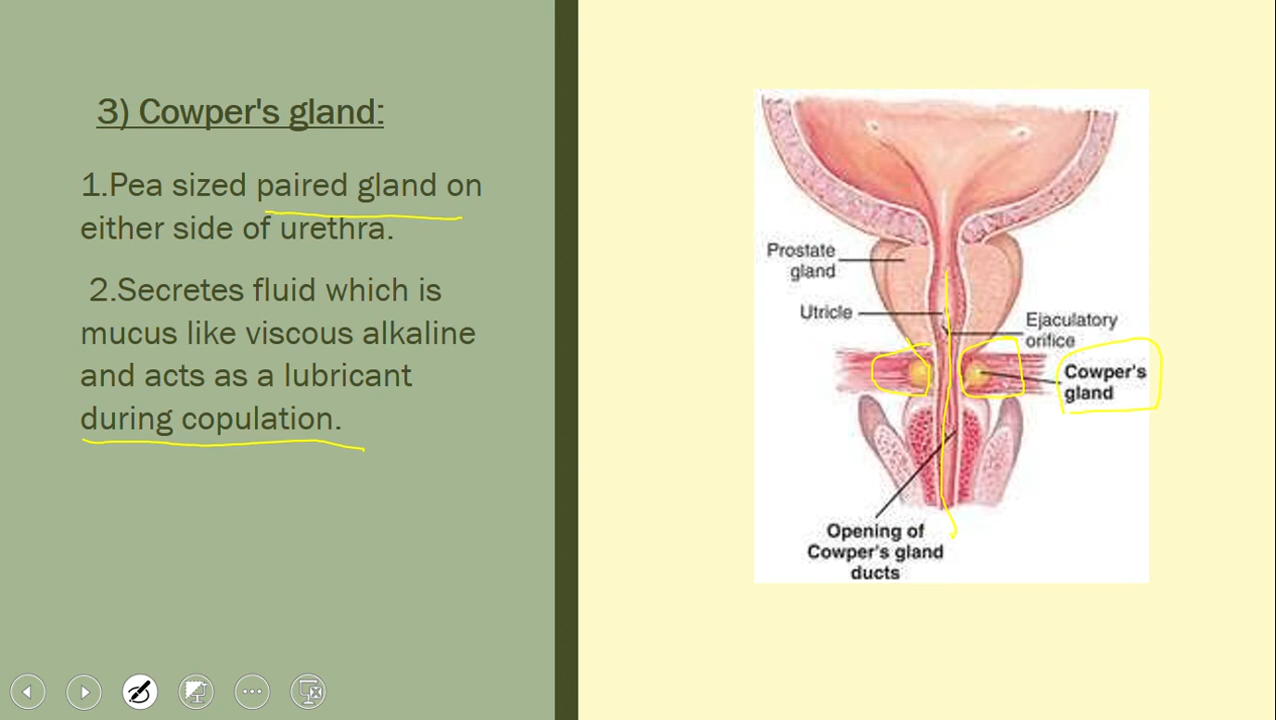 3) Cowper's gland:
1.Pea sized paired gland on
either side of urethra.
2.Secretes fluid which is
mucus like viscous alkaline
and acts as a lubricant
during copulation.
Prostate
gland
Utricle
Ejaculatory
orifice
Cowper's
gland
Opening of
Cowper's gland
ducts